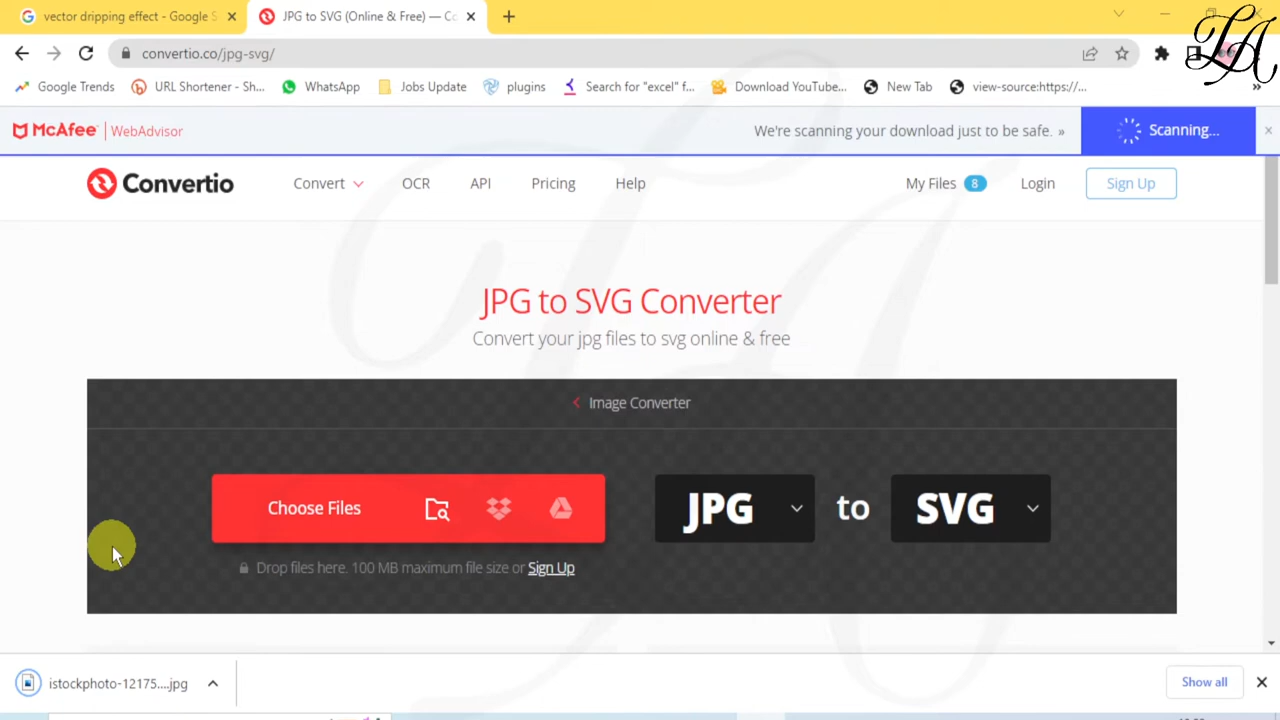 vector dripping effect - Google S
JPG to SVG (Online & Free) — Co
convertio.co/jpg-svg/
Google Trends
URL Shortener - Sh...
WhatsApp
Jobs Update
plugins
Search for "excel" f...
Download YouTube...
New Tab
view-source:https://...
»
LA
McAfee | WebAdvisor
We're scanning your download just to be safe. »
Scanning...
Convertio
Convert
OCR
API
Pricing
Help
My Files 8
Login
Sign Up
JPG to SVG Converter
Convert your jpg files to svg online & free
Image Converter
Choose Files
JPG
to
SVG
Drop files here. 100 MB maximum file size or Sign Up
istockphoto-12175....jpg
Show all